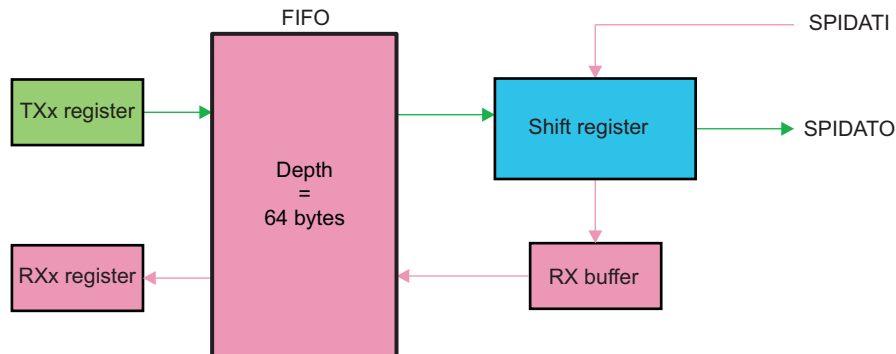 FIFO
SPIDATI
TXx register
Shift register
SPIDATO
Depth
=
64 bytes
RXx register
RX buffer